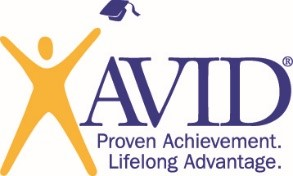 AVID®
Proven Achievement.
Lifelong Advantage.